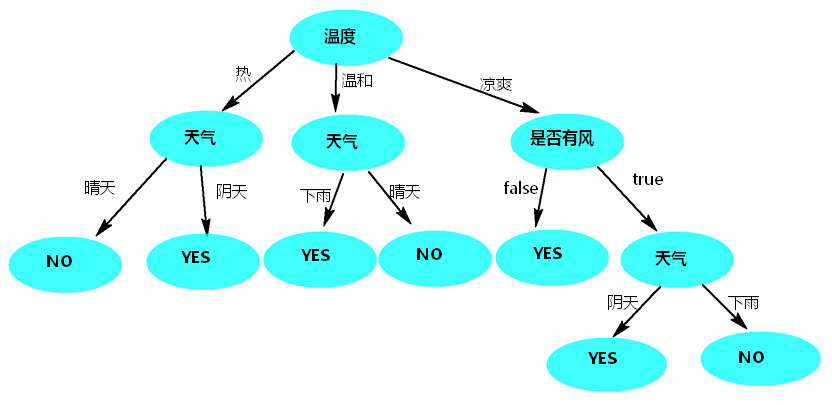 温度
热
温和
凉爽
天气
天气
是否有风
晴天
阴天
下雨
晴天
false
true
NO
YES
YES
NO
YES
天气
阴天
下雨
YES
NO